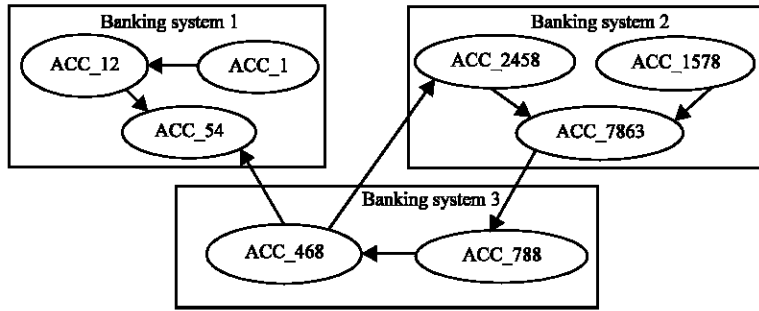 Banking system 1
ACC_12
ACC_1
ACC_54
Banking system 2
ACC_2458
ACC_1578
ACC_7863
Banking system 3
ACC_468
ACC_788